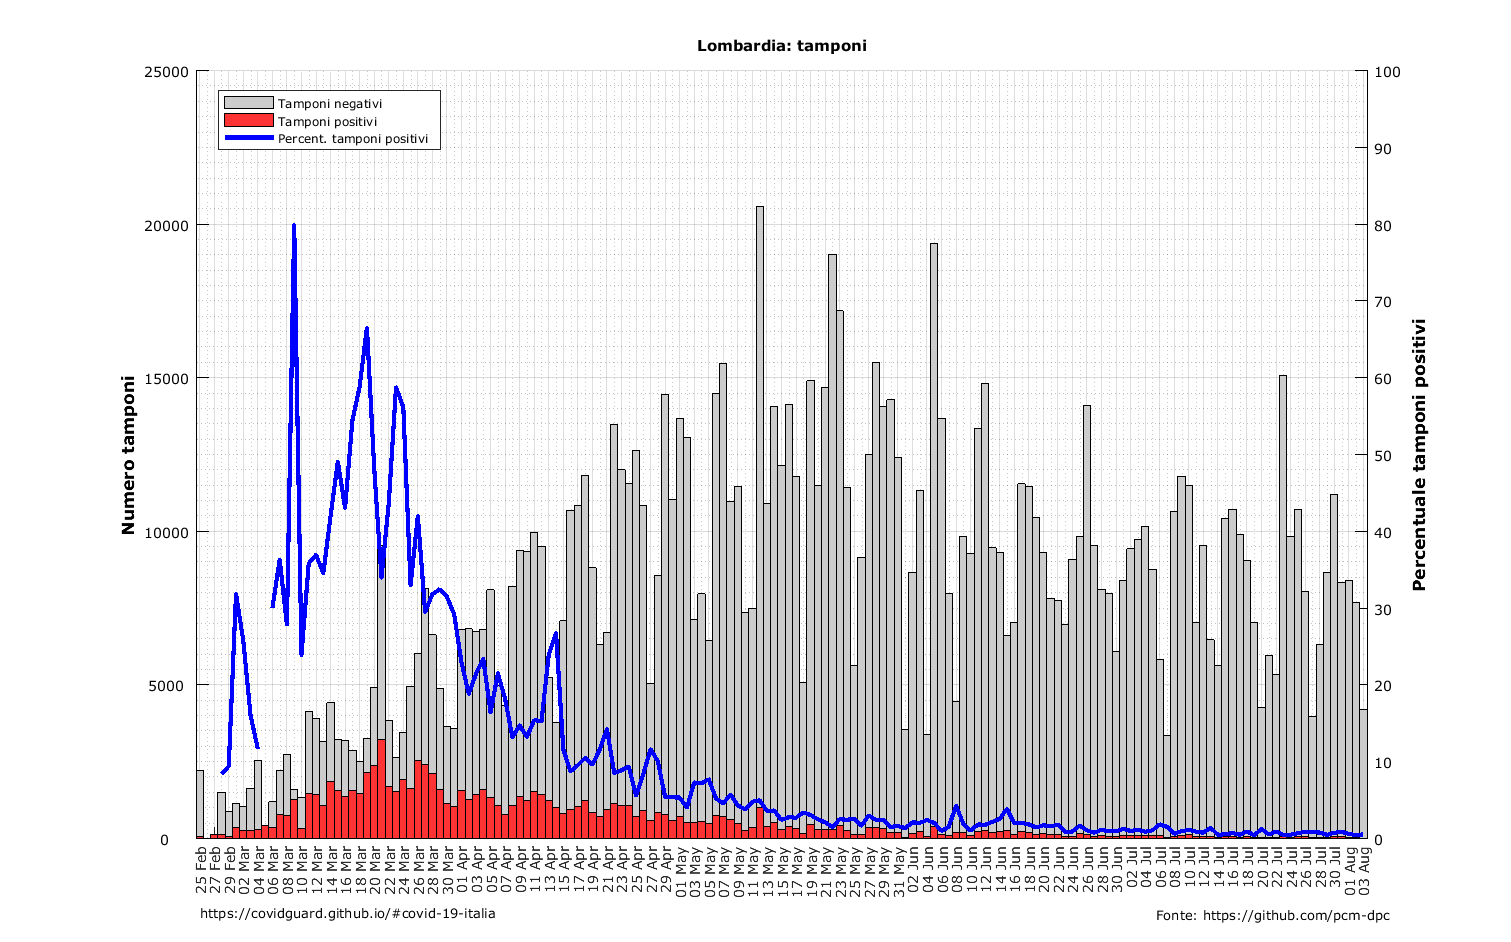 Lombardia: tamponi
25000
20000
15000
10000
5000
0
100
90
80
70
60
50
40
30
20
10
0
Tamponi negativi
Tamponi positivi
Percent. tamponi positivi
Numero tamponi
Percentuale tamponi positivi
25 Feb
27 Feb
29 Feb
02 Mar
04 Mar
06 Mar
08 Mar
10 Mar
12 Mar
14 Mar
16 Mar
18 Mar
20 Mar
22 Mar
24 Mar
26 Mar
28 Mar
30 Mar
01 Apr
03 Apr
05 Apr
07 Apr
09 Apr
11 Apr
13 Apr
15 Apr
17 Apr
19 Apr
21 Apr
23 Apr
25 Apr
27 Apr
29 Apr
01 May
03 May
05 May
07 May
09 May
11 May
13 May
15 May
17 May
19 May
21 May
23 May
25 May
27 May
29 May
31 May
02 Jun
04 Jun
06 Jun
08 Jun
10 Jun
12 Jun
14 Jun
16 Jun
18 Jun
20 Jun
22 Jun
24 Jun
26 Jun
28 Jun
30 Jun
02 Jul
04 Jul
06 Jul
08 Jul
10 Jul
12 Jul
14 Jul
16 Jul
18 Jul
20 Jul
22 Jul
24 Jul
26 Jul
28 Jul
30 Jul
01 Aug
03 Aug
https://covidguard.github.io/#covid-19-italia
Fonte: https://github.com/pcm-dpc